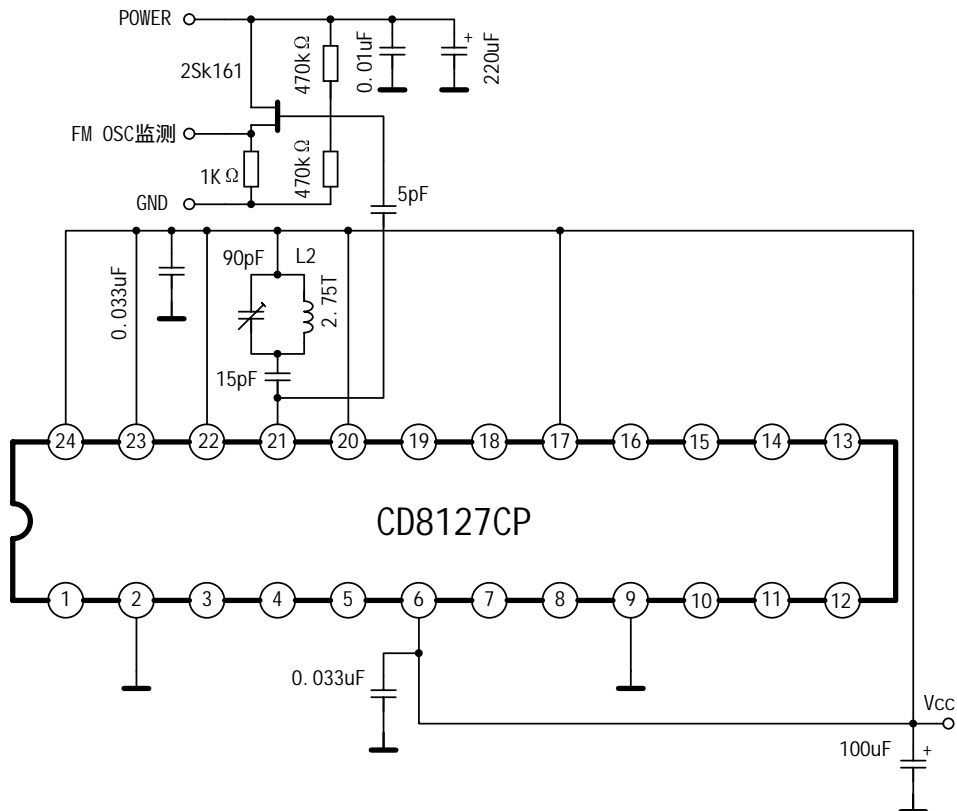 POWER
2Sk161
470kΩ
0.01uF
+
220uF
FM OSC监测
1KΩ
470kΩ
GND
5pF
0.033uF
90pF
L2
2.75T
15pF
24 23 22 21 20 19 18 17 16 15 14 13
CD8127CP
1 2 3 4 5 6 7 8 9 10 11 12
0.033uF
Vcc
100uF
+